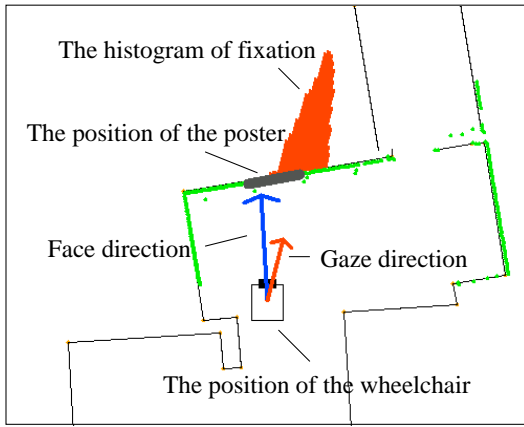 The histogram of fixation
The position of the poster
Face direction
Gaze direction
The position of the wheelchair